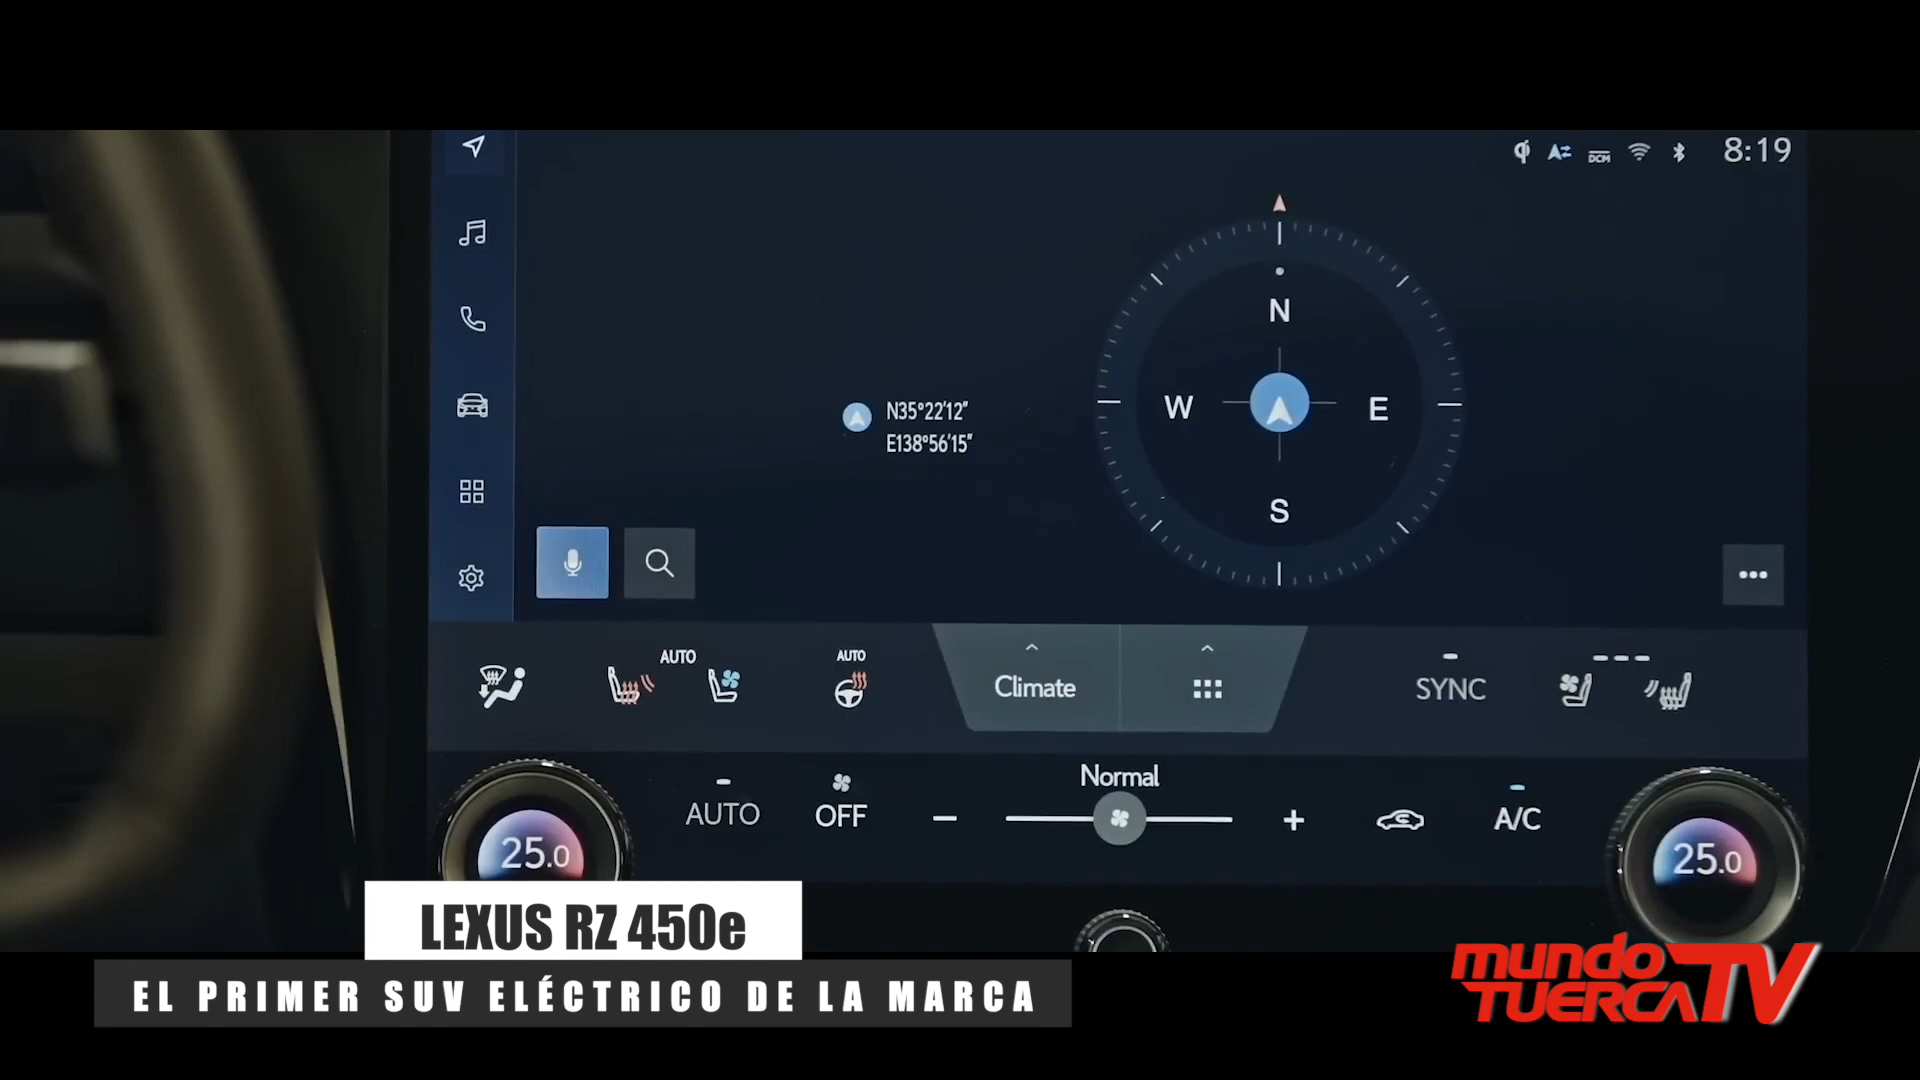 DCM
8:19
N
W
E
S
N35°22'12"
E138°56'15"
AUTO
AUTO
Climate
SYNC
Normal
AUTO
OFF
A/C
25.0
25.0
LEXUS RZ 450e
EL PRIMER SUV ELÉCTRICO DE LA MARCA
mundo
TUERCA TV